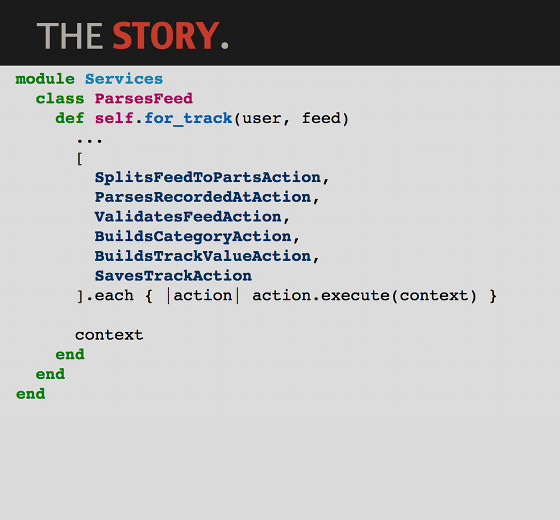 THE STORY.
module Services
  class ParsesFeed
    def self.for_track(user, feed)
      ...
      [
        SplitsFeedToPartsAction,
        ParsesRecordedAtAction,
        ValidatesFeedAction,
        BuildsCategoryAction,
        BuildsTrackValueAction,
        SavesTrackAction
      ].each { |action| action.execute(context) }

      context
    end
  end
end